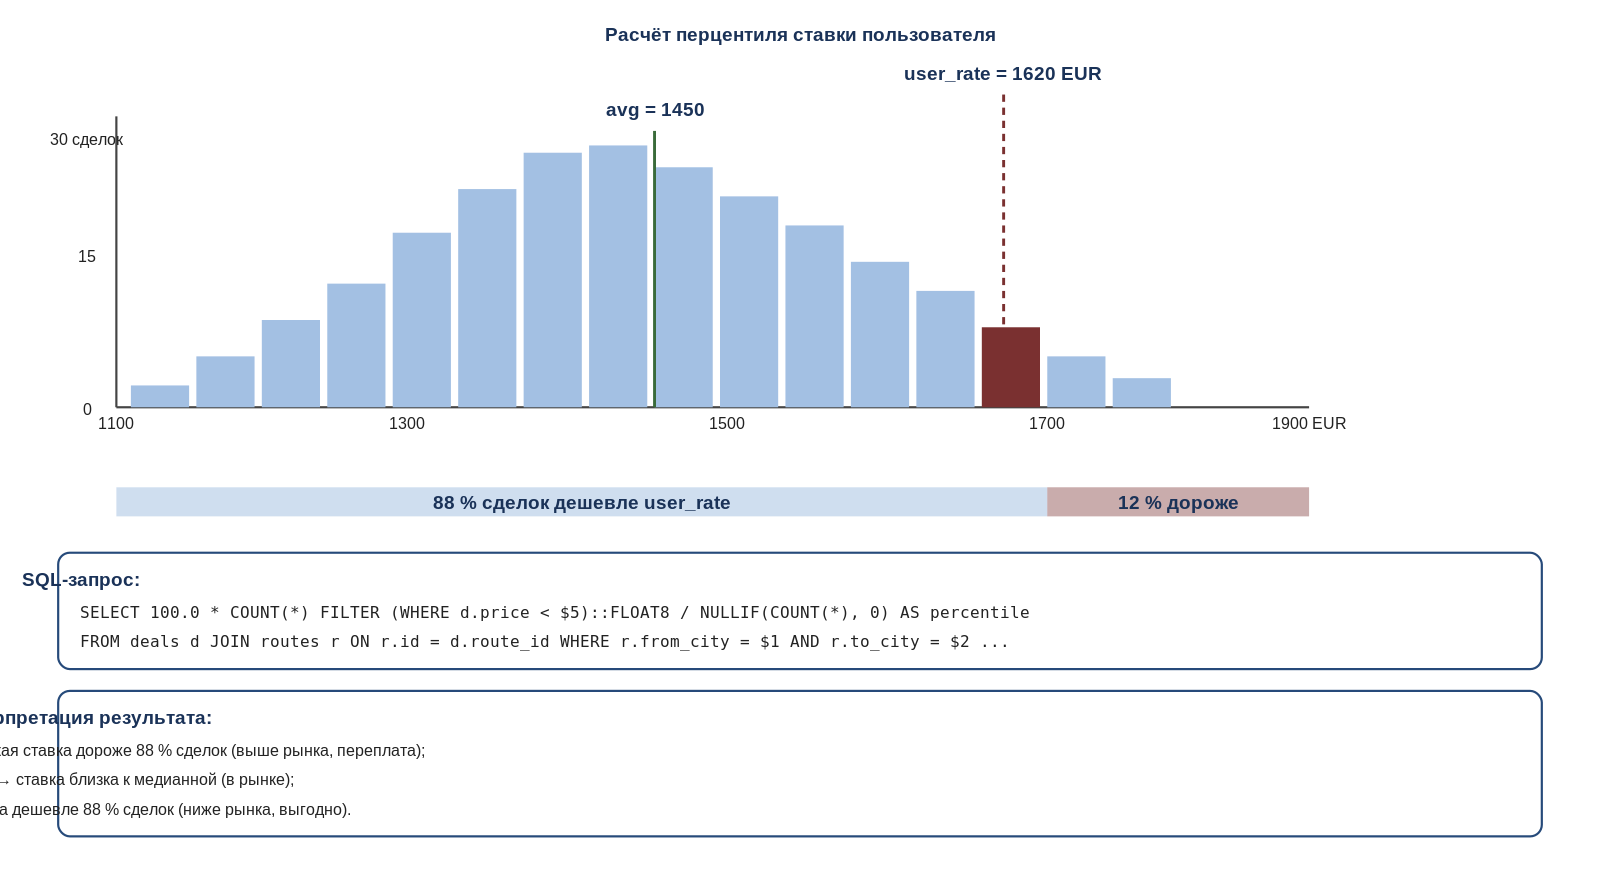 Расчёт перцентиля ставки пользователя
user_rate = 1620 EUR
avg = 1450
30 сделок
15
0
1100 1300 1500 1700 1900 EUR
88 % сделок дешевле user_rate 12 % дороже
SQL-запрос:
SELECT 100.0 * COUNT(*) FILTER (WHERE d.price < $5)::FLOAT8 / NULLIF(COUNT(*), 0) AS percentile
FROM deals d JOIN routes r ON r.id = d.route_id WHERE r.from_city = $1 AND r.to_city = $2 ...
результата:
ставка дороже 88 % сделок (выше рынка, переплата);
→ ставка близка к медианной (в рынке);
дешевле 88 % сделок (ниже рынка, выгодно).